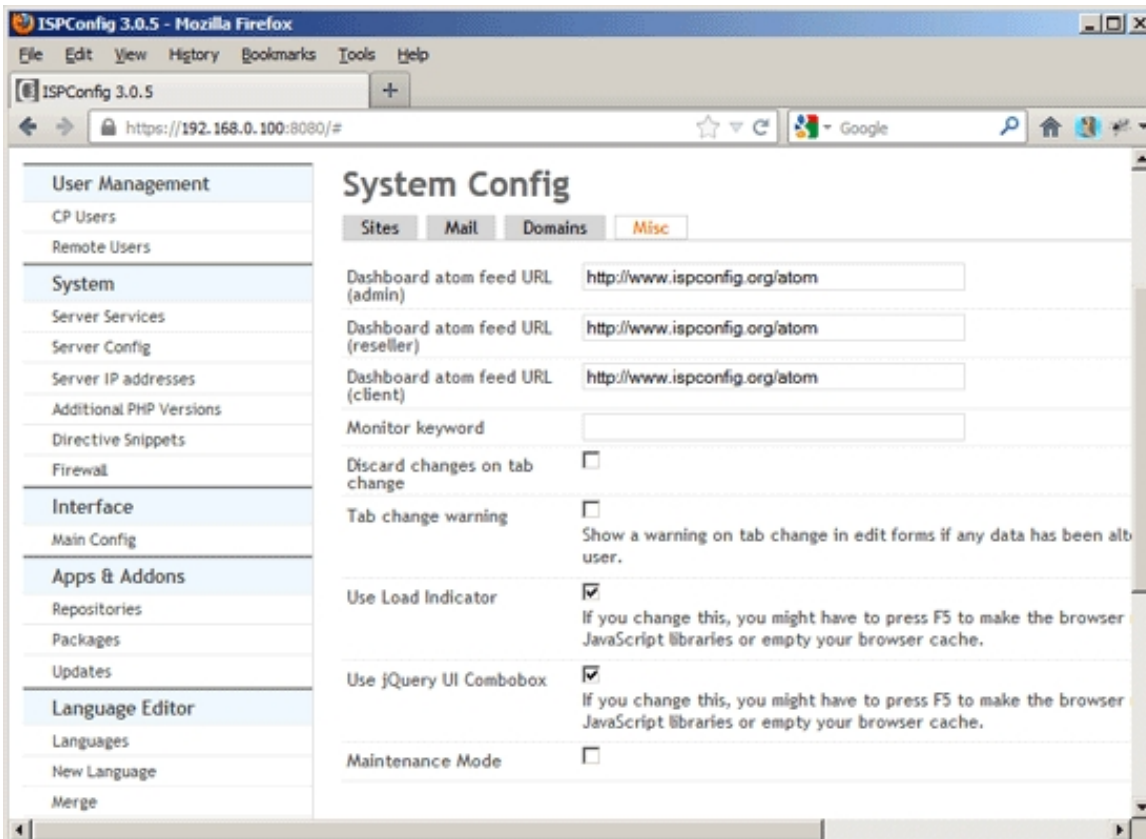 ISPConfig 3.0.5 - Mozilla Firefox
File Edit View History Bookmarks Tools Help
ISPConfig 3.0.5 +
https://192.168.0.100:8080/# Google
User Management
CP Users
Remote Users
System
Server Services
Server Config
Server IP addresses
Additional PHP Versions
Directive Snippets
Firewall
Interface
Main Config
Apps & Addons
Repositories
Packages
Updates
Language Editor
Languages
New Language
Merge
System Config
Sites Mail Domains Misc
Dashboard atom feed URL
(admin)
http://www.ispconfig.org/atom
Dashboard atom feed URL
(reseller)
http://www.ispconfig.org/atom
Dashboard atom feed URL
(client)
http://www.ispconfig.org/atom
Monitor keyword
Discard changes on tab
change
Tab change warning
Show a warning on tab change in edit forms if any data has been
user.
Use Load Indicator
If you change this, you might have to press F5 to make the browser
JavaScript libraries or empty your browser cache.
Use jQuery UI Combobox
If you change this, you might have to press F5 to make the browser
JavaScript libraries or empty your browser cache.
Maintenance Mode